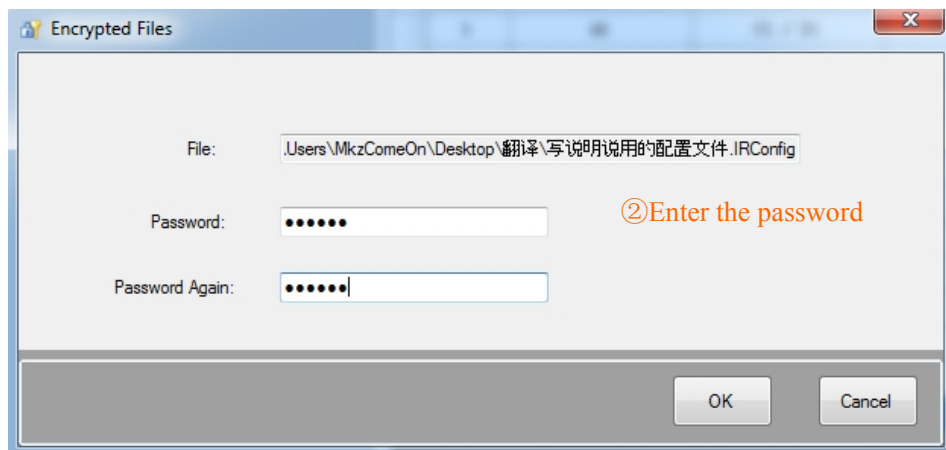 Encrypted Files
File:
.Users\MkzComeOn\Desktop\翻译\写说明说用的配置文件.IRConfig
Password:
●●●●●●
②Enter the password
Password Again:
●●●●●●
OK
Cancel